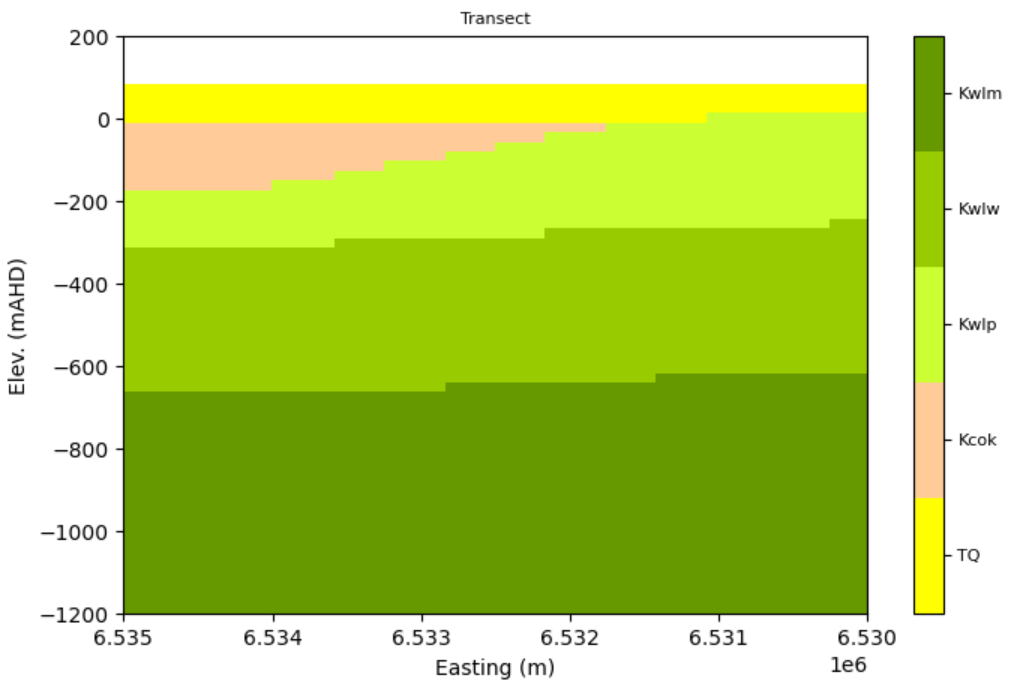 Transect
Elev. (mAHD)
200
0
−200
−400
−600
−800
−1000
−1200
6.535 6.534 6.533 6.532 6.531 6.530
1e6
Easting (m)
Kwlm
Kwlw
Kwlp
Kcok
TQ